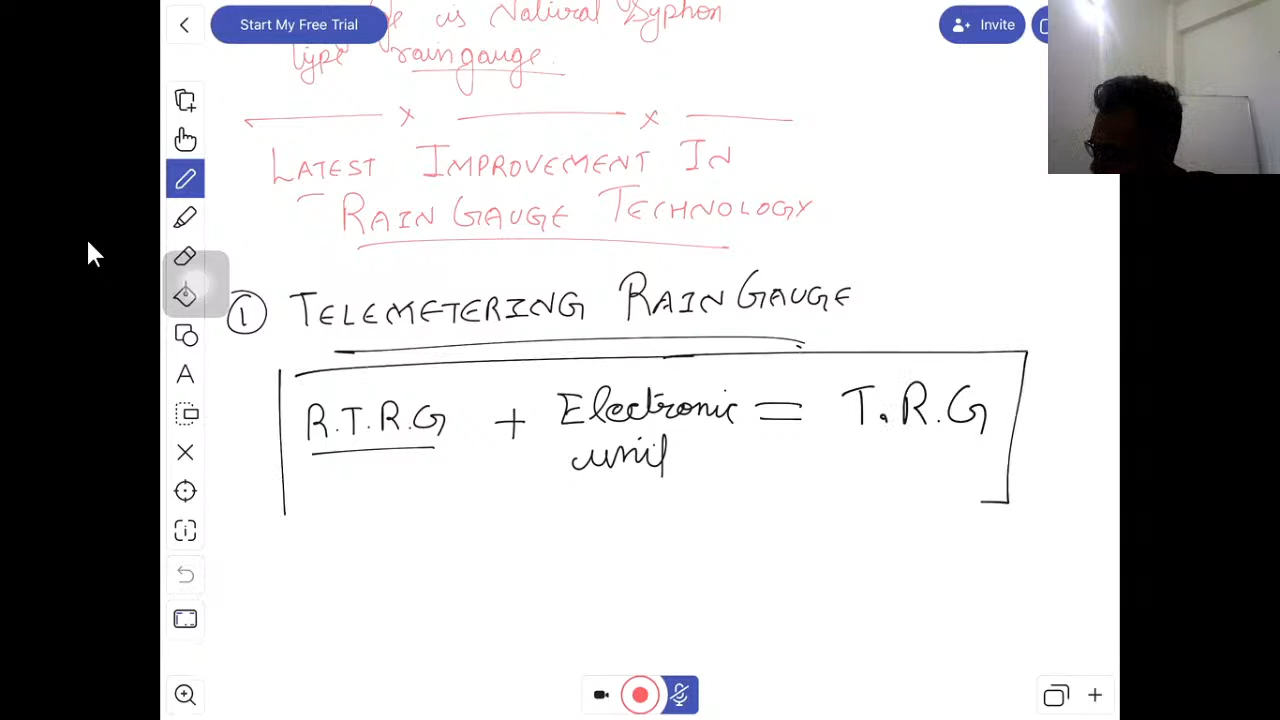 Start My Free Trial
Invite
is Natural Syphon
type raingauge.
x x
LATEST IMPROVEMENT IN
RAIN GAUGE TECHNOLOGY
① TELEMETERING RAIN GAUGE
R.T.R.G + Electronic = T.R.G
unit